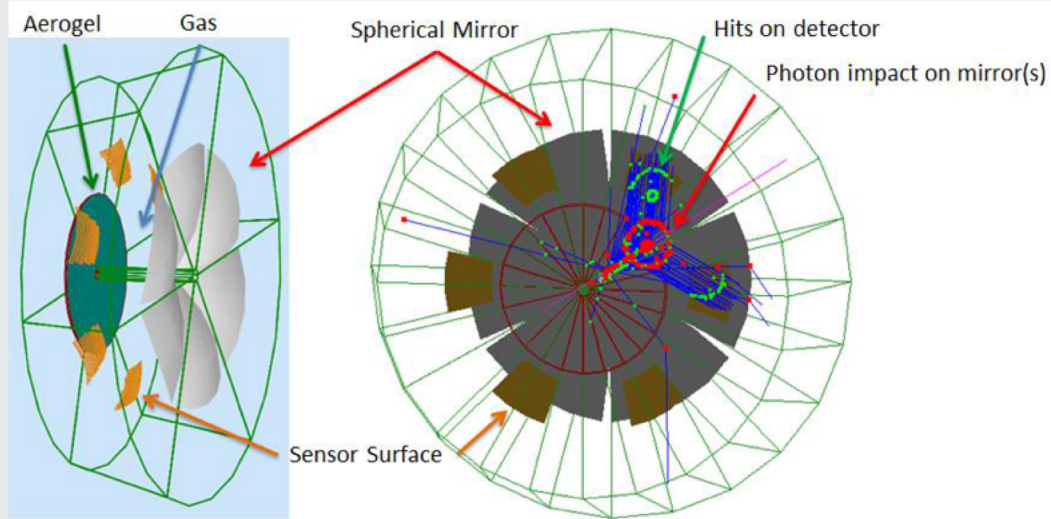 Aerogel
Gas
Spherical Mirror
Hits on detector
Photon impact on mirror(s)
Sensor Surface